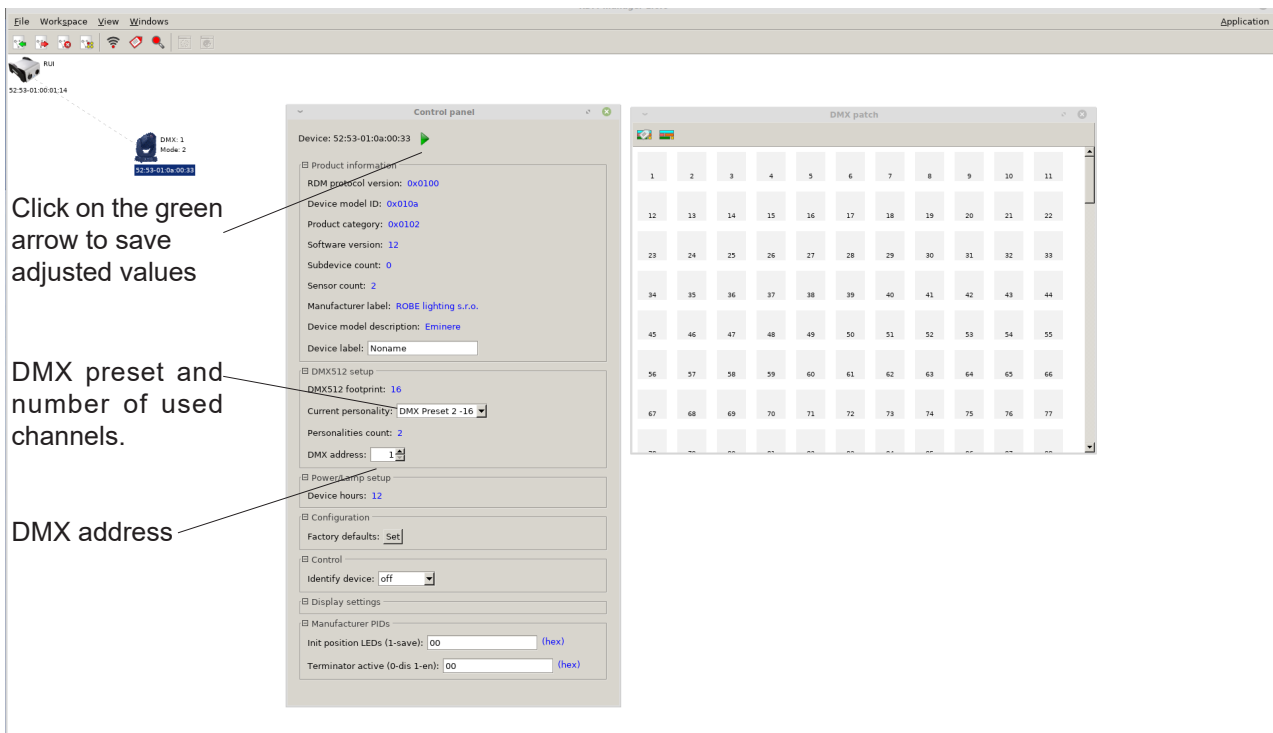 File Workspace View Windows Application
RUI
52:53-01:00:01:14
DMX: 1
Mode: 2
52:53-01:0a:00:33
Click on the green
arrow to save
adjusted values
DMX preset and
number of used
channels.
DMX address
Control panel
Device: 52:53-01:0a:00:33
Product information
RDM protocol version: 0x0100
Device model ID: 0x010a
Product category: 0x0102
Software version: 12
Subdevice count: 0
Sensor count: 2
Manufacturer label: ROBE lighting s.r.o.
Device model description: Eminere
Device label: Noname
DMX512 setup
DMX512 footprint: 16
Current personality: DMX Preset 2 -16
Personalities count: 2
DMX address: 1
Power/Lamp setup
Device hours: 12
Configuration
Factory defaults: Set
Control
Identify device: off
Display settings
Manufacturer PIDs
Init position LEDs (1-save): 00 (hex)
Terminator active (0-dis 1-en): 00 (hex)
DMX patch
1 2 3 4 5 6 7 8 9 10 11
12 13 14 15 16 17 18 19 20 21 22
23 24 25 26 27 28 29 30 31 32 33
34 35 36 37 38 39 40 41 42 43 44
45 46 47 48 49 50 51 52 53 54 55
56 57 58 59 60 61 62 63 64 65 66
67 68 69 70 71 72 73 74 75 76 77